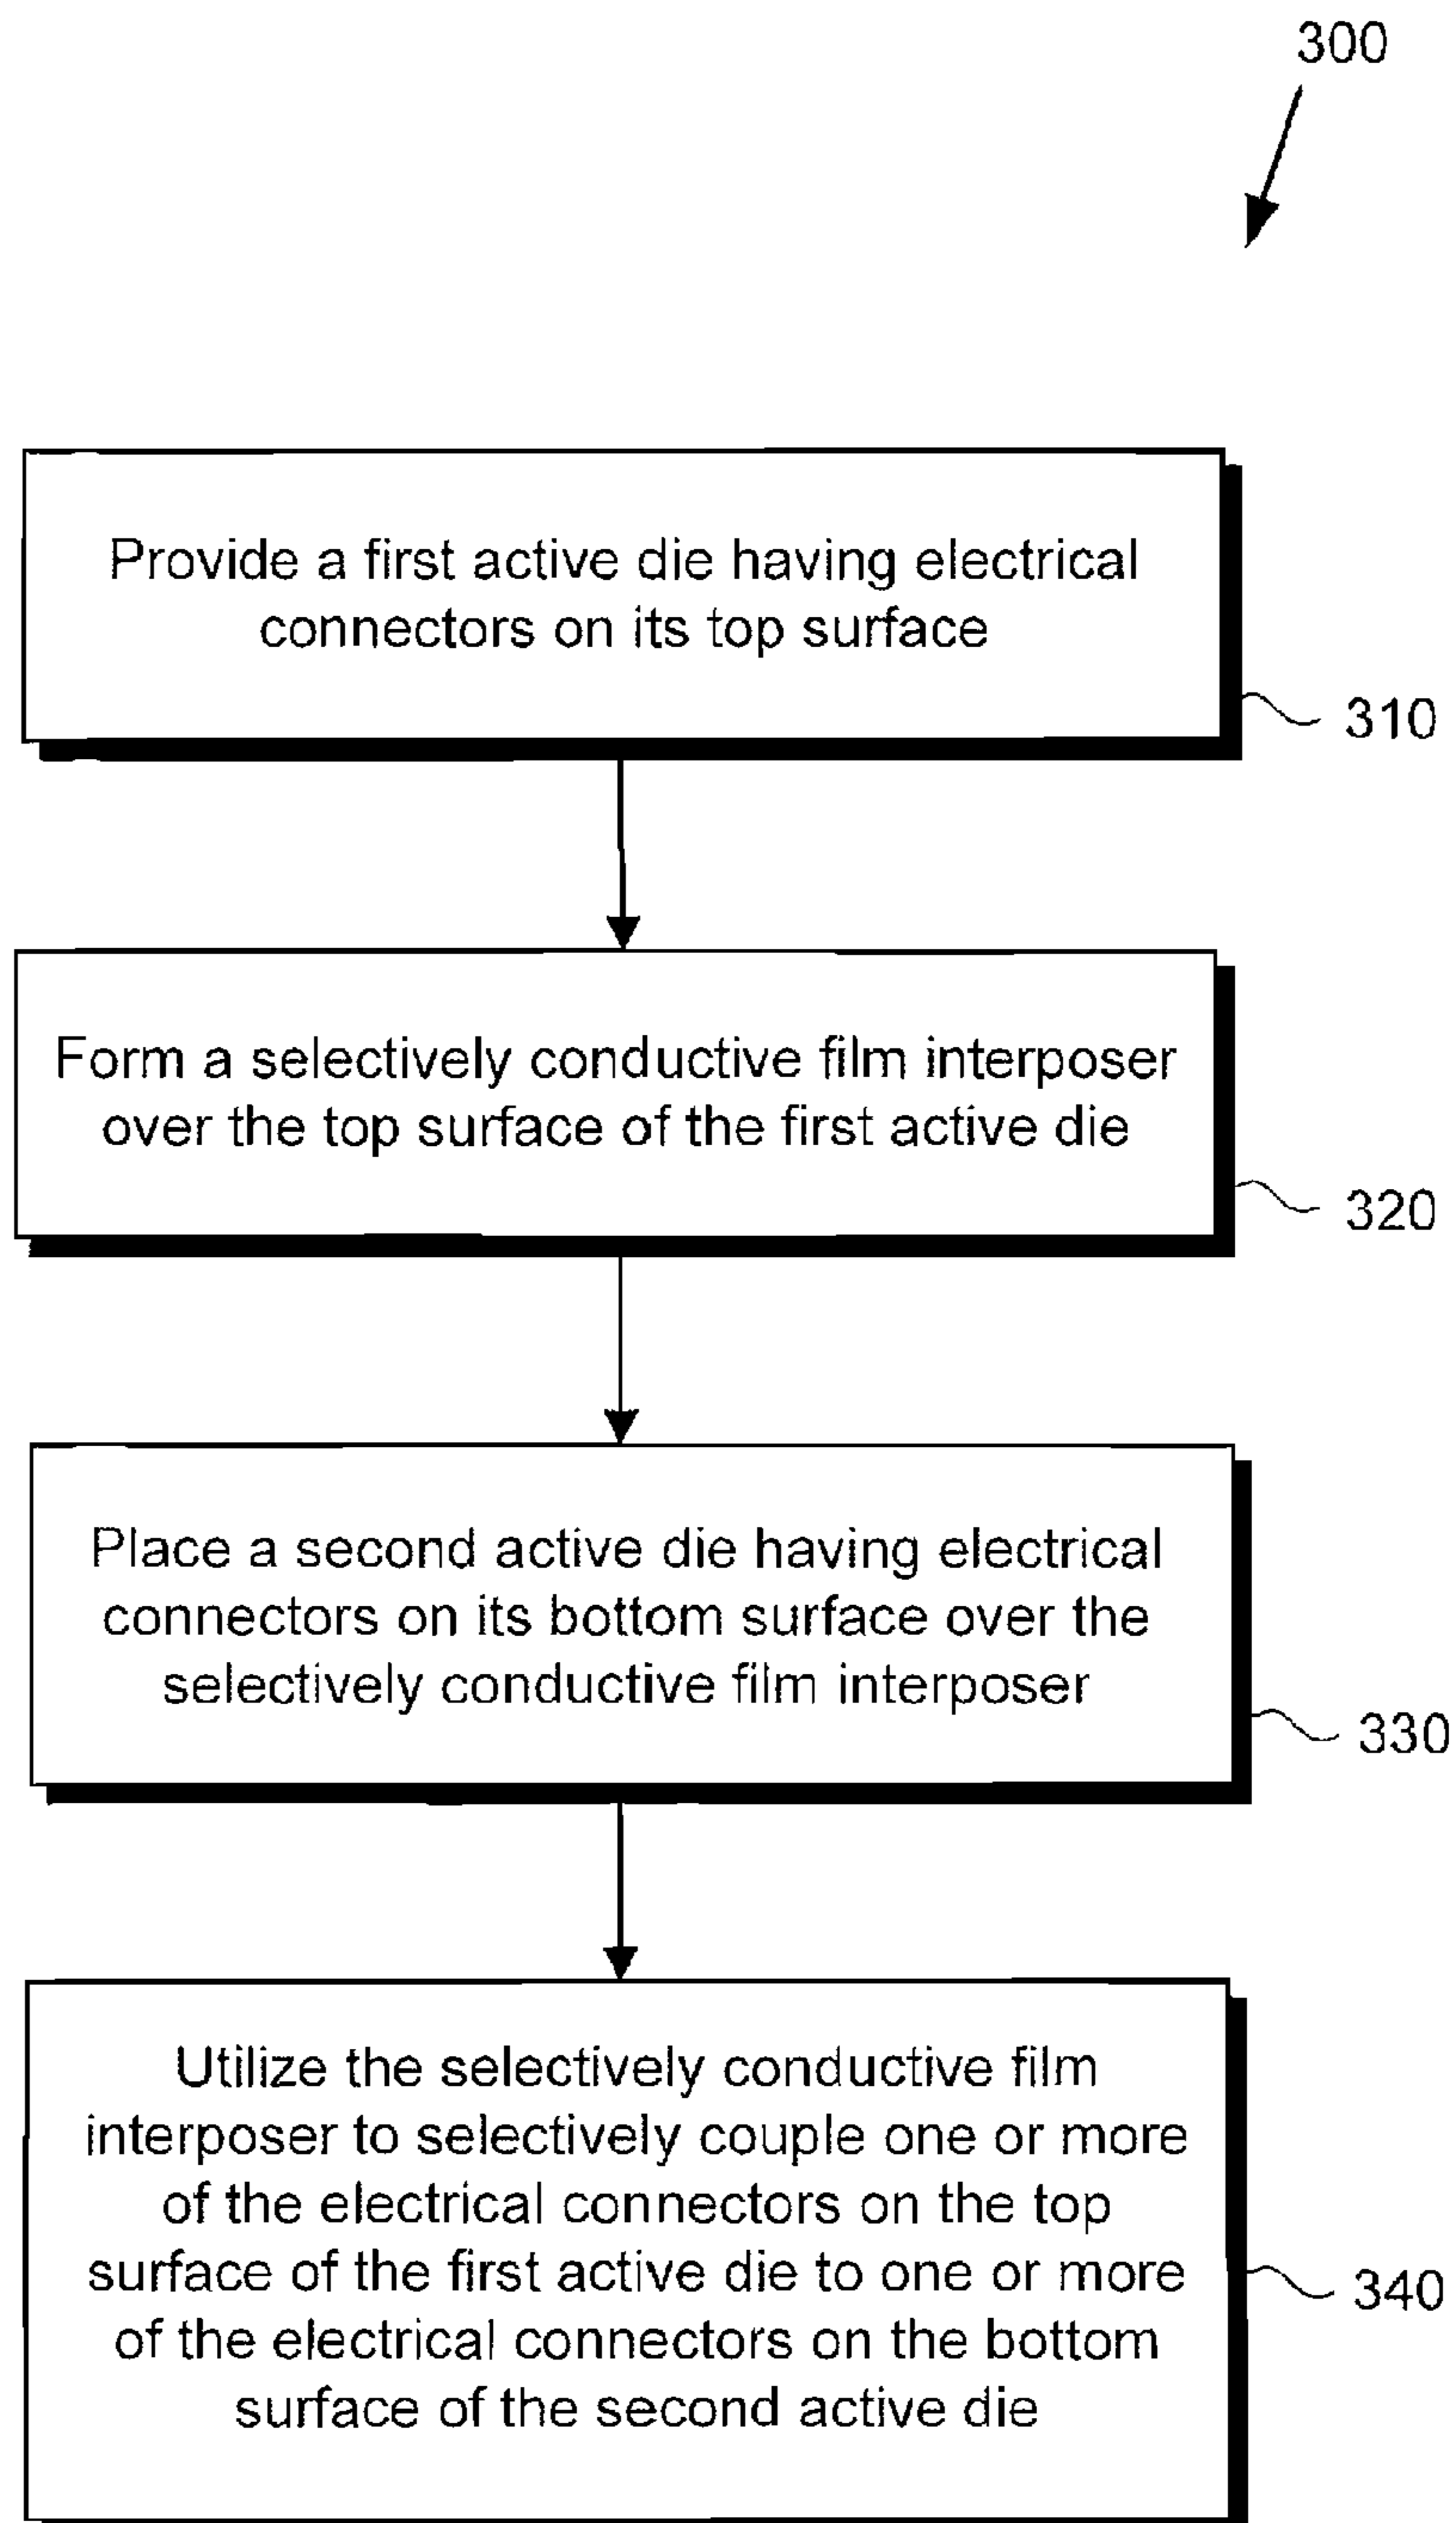 300
Provide a first active die having electrical
connectors on its top surface
310
Form a selectively conductive film interposer
over the top surface of the first active die
320
Place a second active die having electrical
connectors on its bottom surface over the
selectively conductive film interposer
330
Utilize the selectively conductive film
interposer to selectively couple one or more
of the electrical connectors on the top
surface of the first active die to one or more
of the electrical connectors on the bottom
surface of the second active die
340